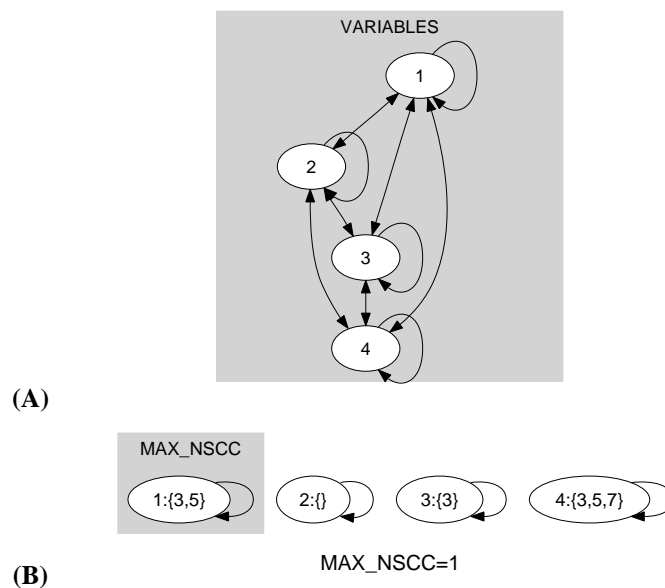 VARIABLES
1
2
3
4
(A)
MAX_NSCC
1:{3,5} 2:{} 3:{3} 4:{3,5,7}
(B) MAX_NSCC=1